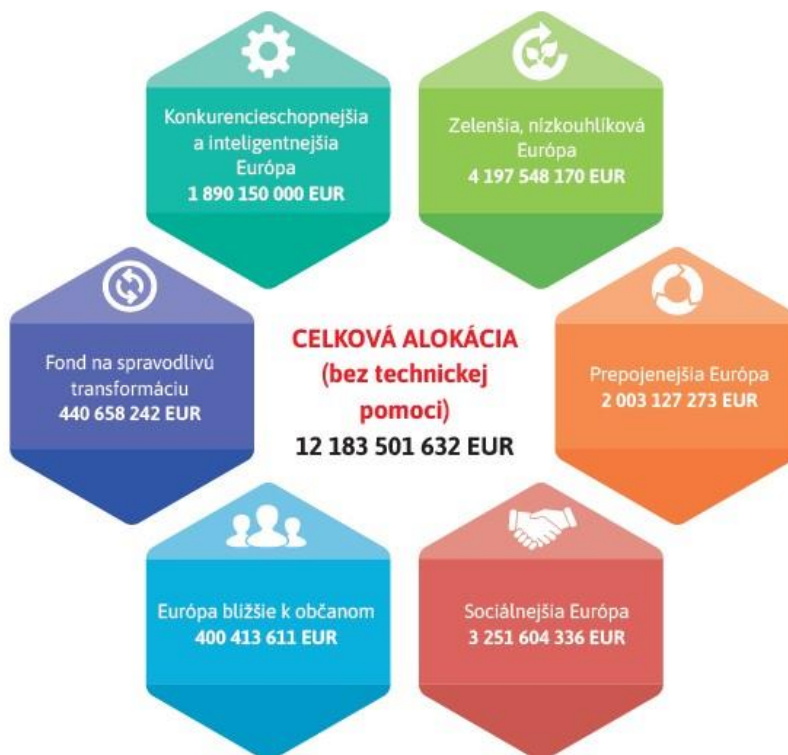 Konkurencieschopnejšia
a inteligentnejšia
Európa
1 890 150 000 EUR
Zelenšia, nízkouhlíková
Európa
4 197 548 170 EUR
Fond na spravodlivú
transformáciu
440 658 242 EUR
CELKOVÁ ALOKÁCIA
(bez technickej
pomoci)
12 183 501 632 EUR
Prepojenejšia Európa
2 003 127 273 EUR
Európa bližšie k občanom
400 413 611 EUR
Sociálnejšia Európa
3 251 604 336 EUR